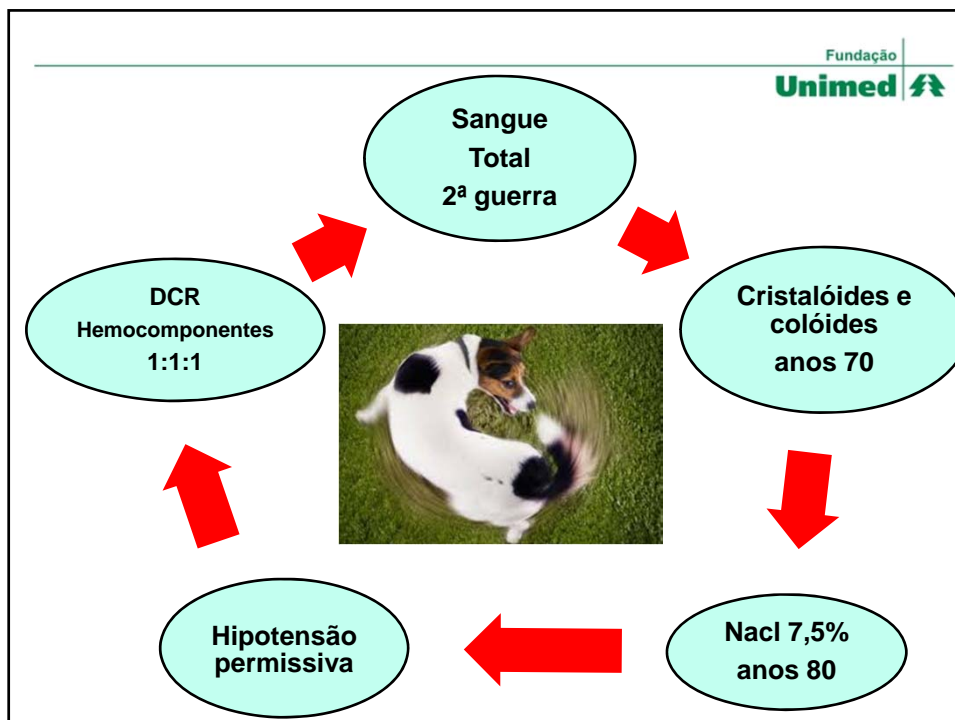 Fundação
Unimed
Sangue
Total
2ª guerra
Cristalóides e
colóides
anos 70
Nacl 7,5%
anos 80
Hipotensão
permissiva
DCR
Hemocomponentes
1:1:1